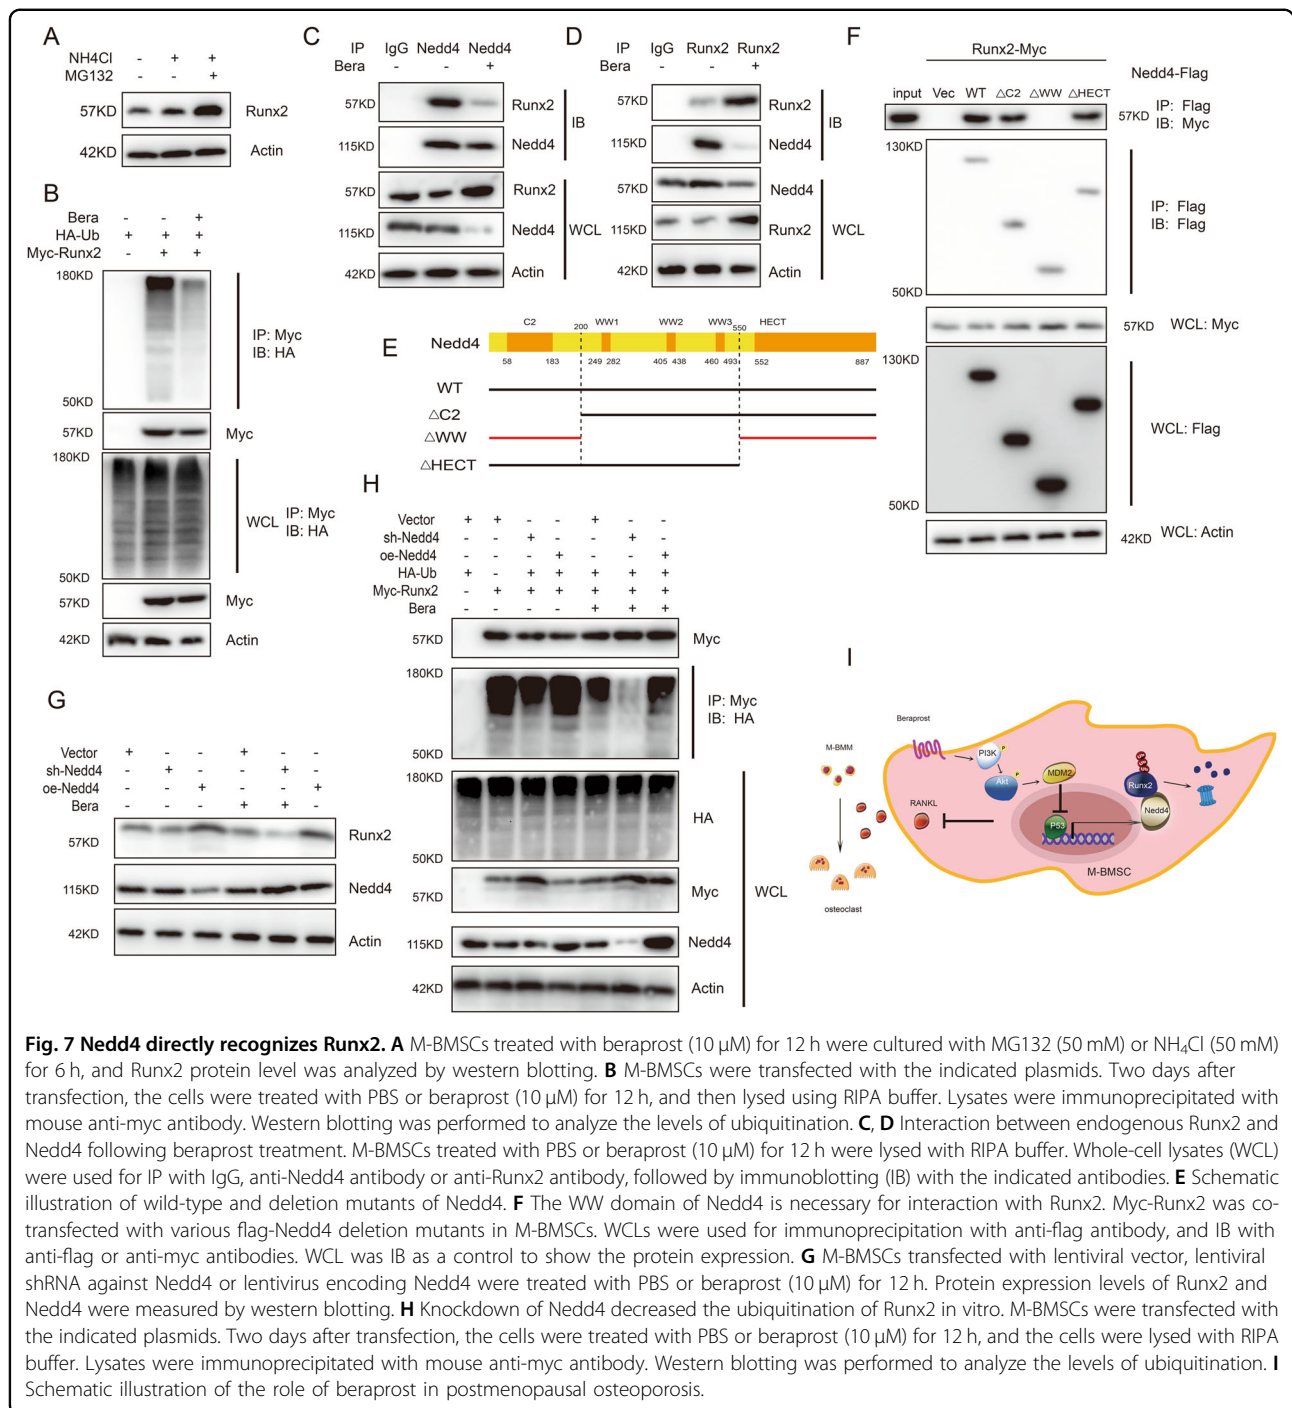 A
NH4Cl - + +
MG132 - - +
57KD Runx2
42KD Actin
B
Bera - - +
HA-Ub + + +
Myc-Runx2 - + +
180KD
IP: Myc
IB: HA
50KD
57KD Myc
180KD
WCL IP: Myc
IB: HA
50KD
57KD Myc
42KD Actin
C
IP IgG Nedd4 Nedd4
Bera - - +
57KD Runx2
IB
115KD Nedd4
57KD Runx2
115KD Nedd4 WCL
42KD Actin
D
IP IgG Runx2 Runx2
Bera - - +
57KD Runx2
IB
115KD Nedd4
57KD Nedd4
115KD Runx2 WCL
42KD Actin
E
C2 200 WW1 WW2 WW3 550 HECT
Nedd4
58 183 249 282 405 438 460 493 552 887
WT
△C2
△WW
△HECT
F
Runx2-Myc
Nedd4-Flag
input Vec WT △C2 △WW △HECT
57KD IP: Flag
IB: Myc
130KD
IP: Flag
IB: Flag
50KD
57KD WCL: Myc
130KD
WCL: Flag
50KD
42KD WCL: Actin
G
Vector + - - + - -
sh-Nedd4 - + - - + -
oe-Nedd4 - - + - - +
Bera - - - + + -
57KD Runx2
115KD Nedd4
42KD Actin
H
Vector + + - - + - -
sh-Nedd4 - - + - - + -
oe-Nedd4 - - - + - - +
HA-Ub + - + + + + +
Myc-Runx2 - + + + + + +
Bera - - - - + + +
57KD Myc
180KD
IP: Myc
IB: HA
50KD
180KD
HA
50KD
57KD Myc WCL
115KD Nedd4
42KD Actin
I
Beraprost
M-BMM
PI3K P
Akt P
MDM2
Runx2
Nedd4
RANKL
P53
M-BMSC
osteoclast
Fig. 7 Nedd4 directly recognizes Runx2. A M-BMSCs treated with beraprost (10 μM) for 12 h were cultured with MG132 (50 mM) or NH₄Cl (50 mM)
for 6 h, and Runx2 protein level was analyzed by western blotting. B M-BMSCs were transfected with the indicated plasmids. Two days after
transfection, the cells were treated with PBS or beraprost (10 μM) for 12 h, and then lysed using RIPA buffer. Lysates were immunoprecipitated with
mouse anti-myc antibody. Western blotting was performed to analyze the levels of ubiquitination. C, D Interaction between endogenous Runx2 and
Nedd4 following beraprost treatment. M-BMSCs treated with PBS or beraprost (10 μM) for 12 h were lysed with RIPA buffer. Whole-cell lysates (WCL)
were used for IP with IgG, anti-Nedd4 antibody or anti-Runx2 antibody, followed by immunoblotting (IB) with the indicated antibodies. E Schematic
illustration of wild-type and deletion mutants of Nedd4. F The WW domain of Nedd4 is necessary for interaction with Runx2. Myc-Runx2 was co-
transfected with various flag-Nedd4 deletion mutants in M-BMSCs. WCLs were used for immunoprecipitation with anti-flag antibody, and IB with
anti-flag or anti-myc antibodies. WCL was IB as a control to show the protein expression. G M-BMSCs transfected with lentiviral vector, lentiviral
shRNA against Nedd4 or lentivirus encoding Nedd4 were treated with PBS or beraprost (10 μM) for 12 h. Protein expression levels of Runx2 and
Nedd4 were measured by western blotting. H Knockdown of Nedd4 decreased the ubiquitination of Runx2 in vitro. M-BMSCs were transfected with
the indicated plasmids. Two days after transfection, the cells were treated with PBS or beraprost (10 μM) for 12 h, and the cells were lysed with RIPA
buffer. Lysates were immunoprecipitated with mouse anti-myc antibody. Western blotting was performed to analyze the levels of ubiquitination. I
Schematic illustration of the role of beraprost in postmenopausal osteoporosis.